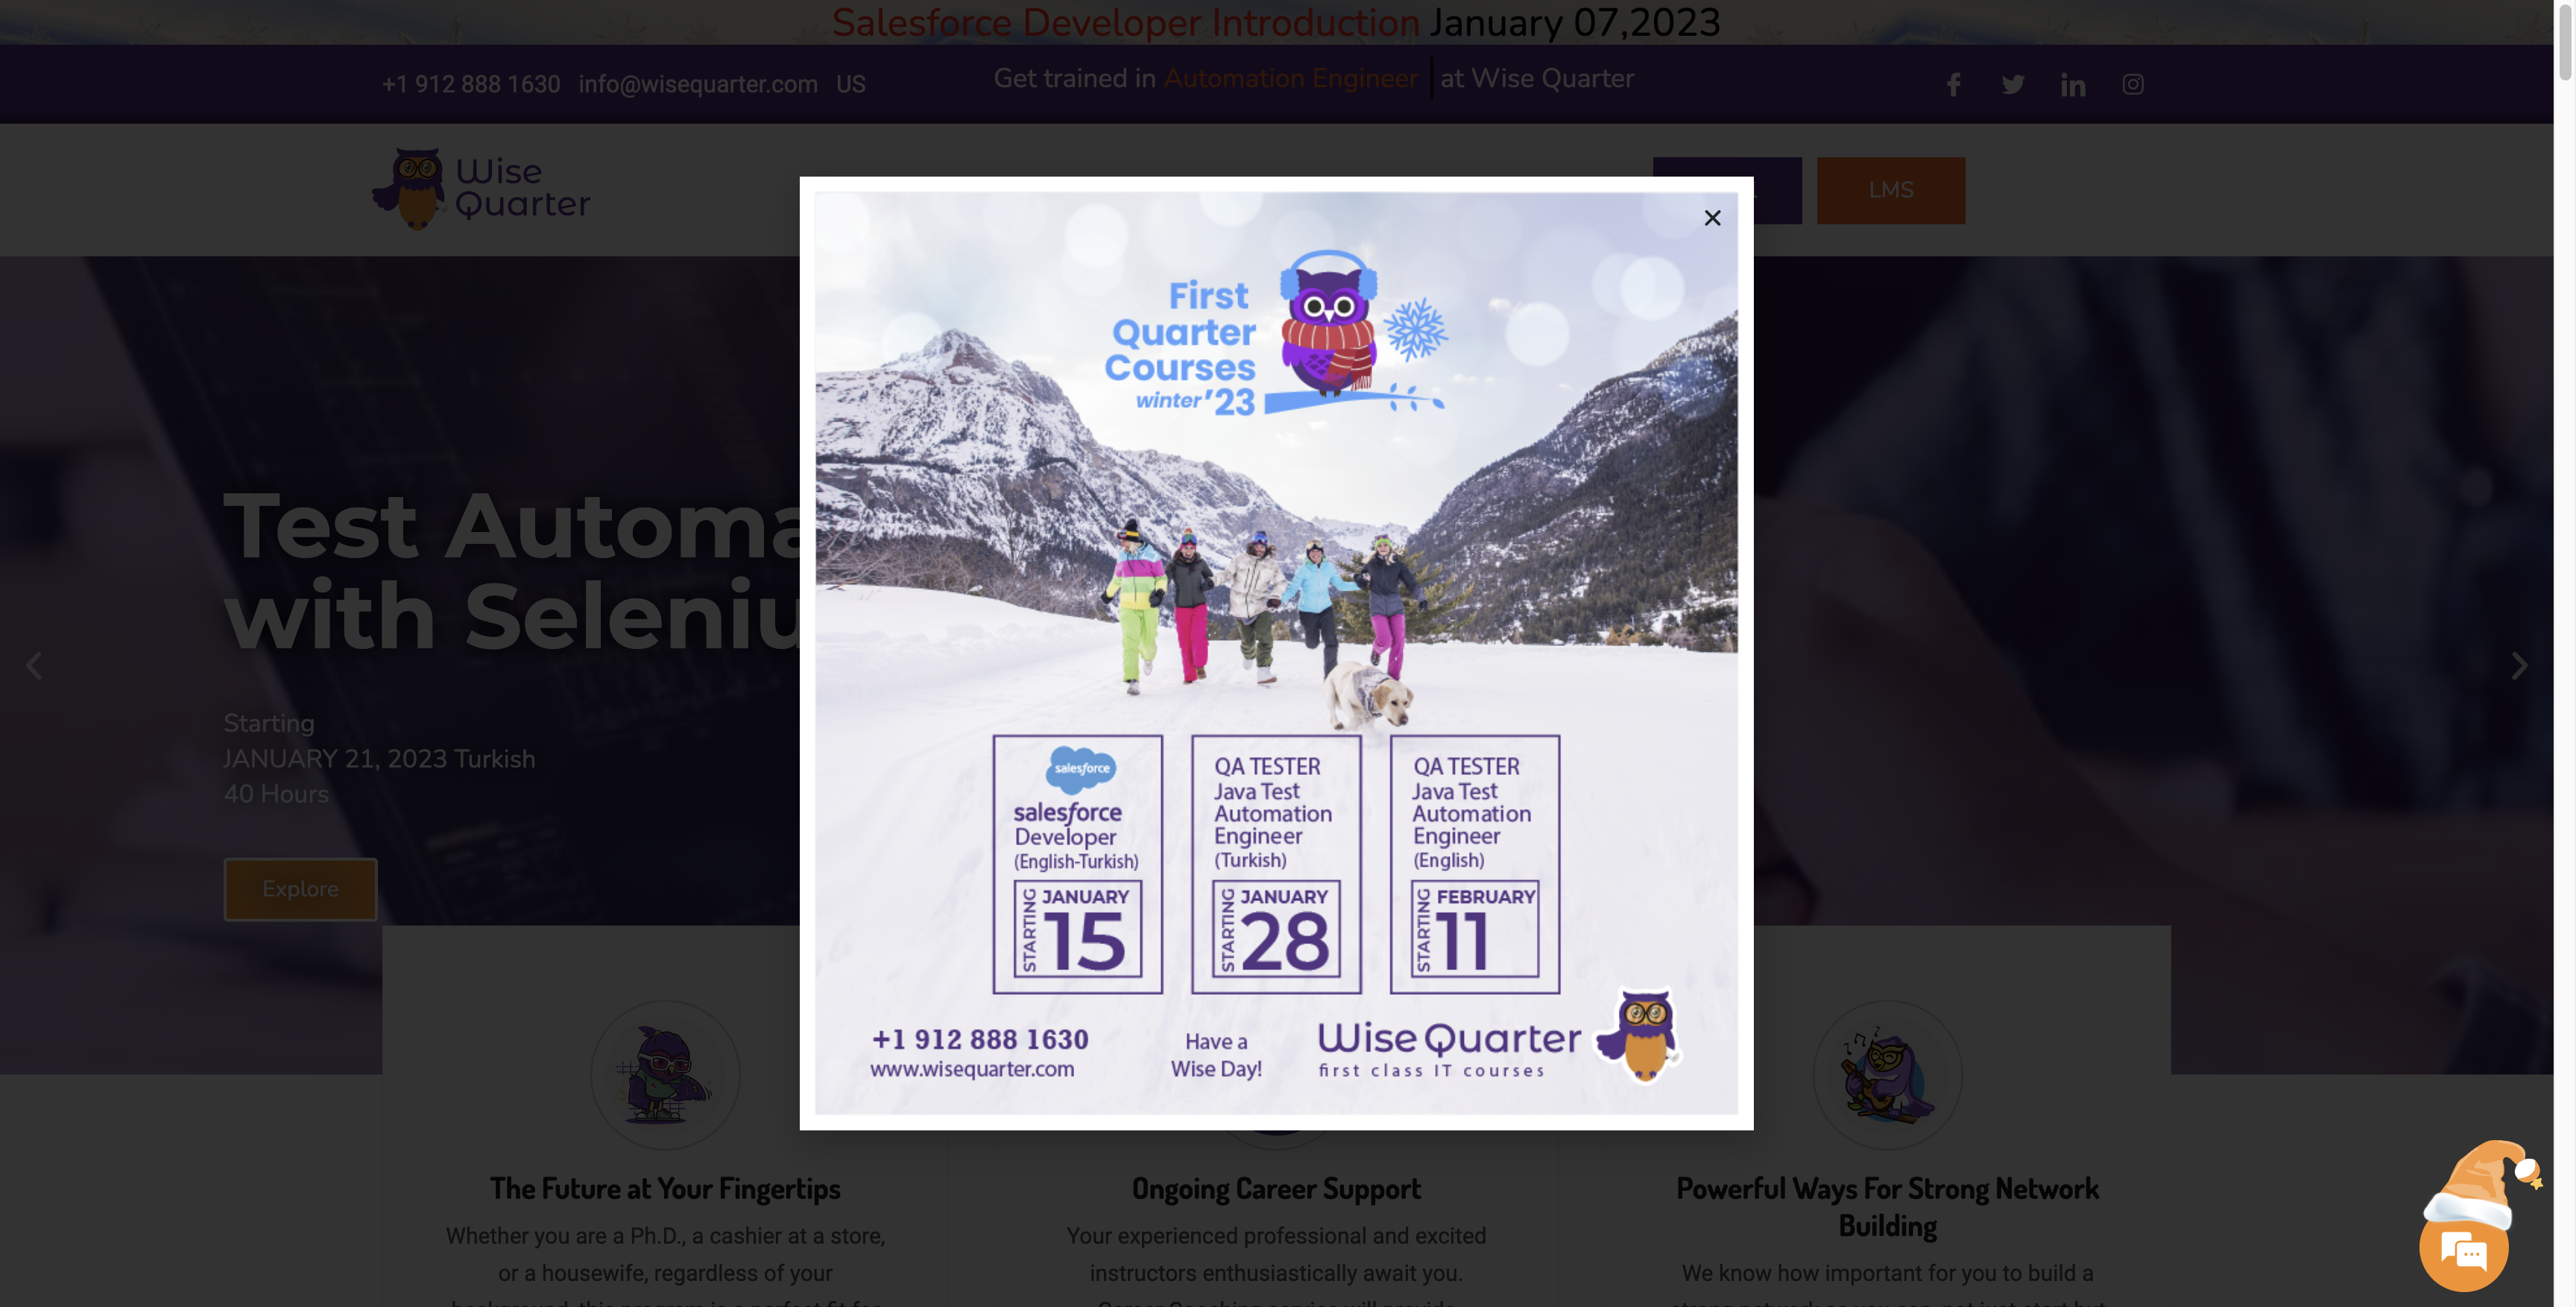 Salesforce Developer Introduction January 07,2023
+1 912 888 1630 info@wisequarter.com US
Get trained in Automation Engineer at Wise Quarter
Wise
Quarter
LMS
Test Automa
with Seleniu
Starting
JANUARY 21, 2023 Turkish
40 Hours
Explore
First
Quarter
Courses
winter '23
salesforce
salesforce
Developer
(English-Turkish)
STARTING
JANUARY
15
QA TESTER
Java Test
Automation
Engineer
(Turkish)
STARTING
JANUARY
28
QA TESTER
Java Test
Automation
Engineer
(English)
STARTING
FEBRUARY
11
+1 912 888 1630
www.wisequarter.com
Have a
Wise Day!
Wise Quarter
first class IT courses
The Future at Your Fingertips
Whether you are a Ph.D., a cashier at a store,
or a housewife, regardless of your
Ongoing Career Support
Your experienced professional and excited
instructors enthusiastically await you.
Powerful Ways For Strong Network
Building
We know how important for you to build a